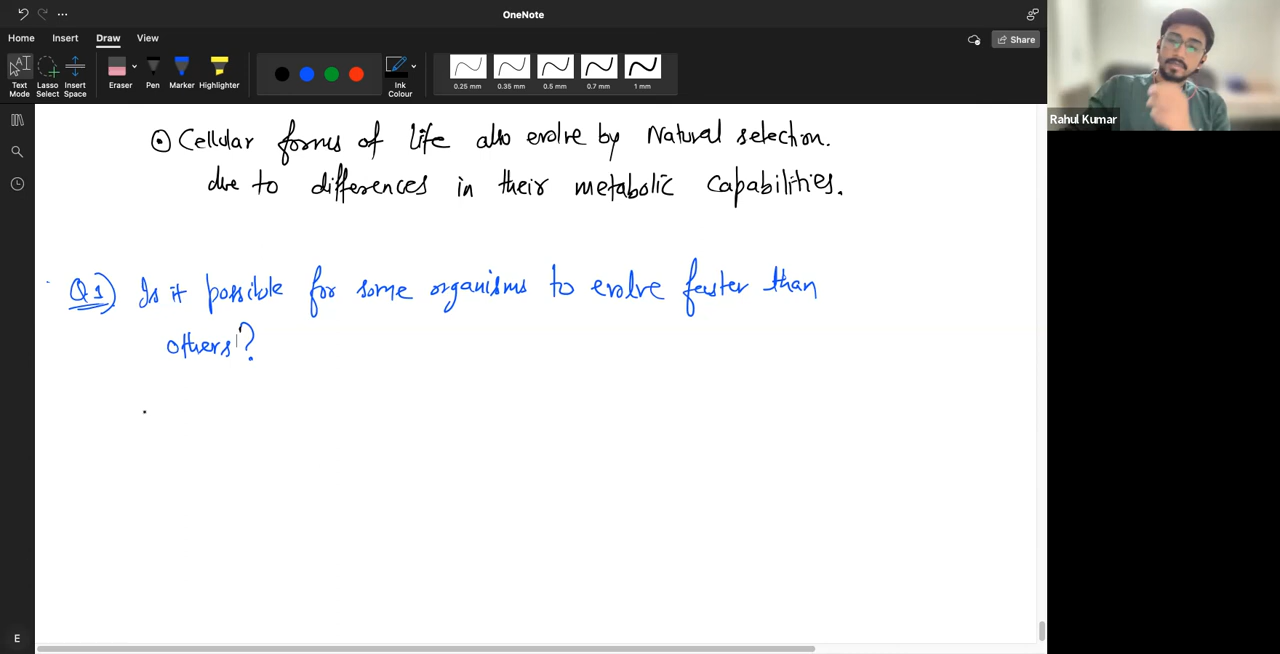 OneNote
Home Insert Draw View
Share
Text Mode Lasso Select Insert Space Eraser Pen Marker Highlighter Ink Colour 0.25 mm 0.35 mm 0.5 mm 0.7 mm 1 mm
Rahul Kumar
Cellular forms of life also evolve by Natural selection.
due to differences in their metabolic capabilities.
Q1) Is it possible for some organisms to evolve faster than
others?
E